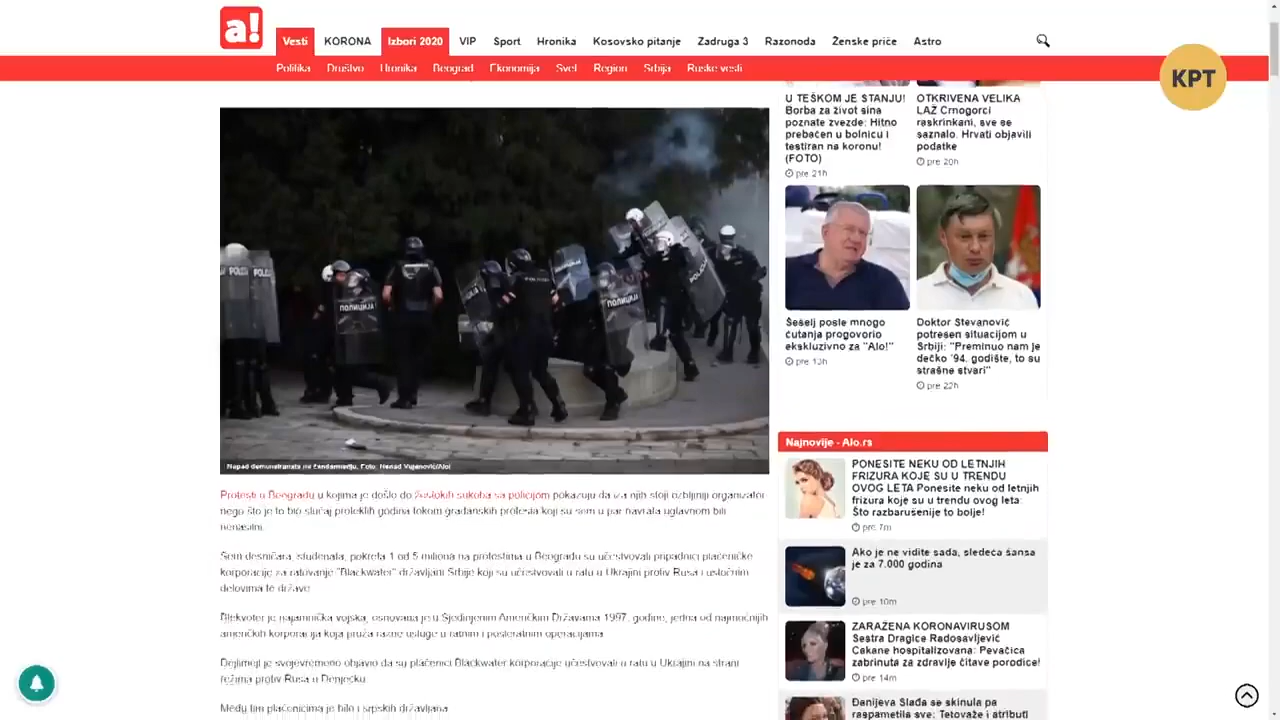 a!
Vesti KORONA Izbori 2020 VIP Sport Hronika Kosovsko pitanje Zadruga 3 Razonoda Ženske priče Astro
Politika Društvo Hronika Beograd Ekonomija Svet Region Srbija Ruske vesti
KPT
U TEŠKOM JE STANJU!
Borba za život sina
poznate zvezde: Hitno
prebačen u bolnicu i
testiran na koronu!
(FOTO)
pre 21h
OTKRIVENA VELIKA
LAŽ Crnogorci
raskrinkani, sve se
saznalo. Hrvati objavili
podatke
pre 20h
POLICIJA
ПОЛИЦИЈА
ПОЛИЦИЈА
Šešelj posle mnogo
ćutanja progovorio
ekskluzivno za "Alo!"
pre 13h
Doktor Stevanović
potresen situacijom u
Srbiji: "Preminuo nam je
dečko '94. godište, to su
strašne stvari"
pre 22h
Napad demonstranata na žandarmeriju, Foto: Nenad Vujanović/Alo!
Protesti u Beogradu u kojima je došlo do žestokih sukoba sa policijom pokazuju da iza njih stoji ozbiljniji organizator
nego što je to bio slučaj proteklih godina tokom građanskih protesta koji su sem u par navrata uglavnom bili
nenasilni.
Sem desničara, studenata, pokreta 1 od 5 miliona na protestima u Beogradu su učestvovali pripadnici plaćeničke
korporacije za ratovanje "Blackwater" državljani Srbije koji su učestvovali u ratu u Ukrajini protiv Rusa i istočnim
delovima te države.
Blekvoter je najamnička vojska, osnovana je u Sjedinjenim Američkim Državama 1997. godine, jedna od najmoćnijih
američkih korporacija koja pruža razne usluge u ratnim i postratnim operacijama.
je svojevremeno objavio da su plaćenici Blackwater korporacije učestvovali u ratu u Ukrajini na strani
režima protiv Rusa u Donjecku.
Među tim plaćenicima je bilo i srpskih državljana.
Najnovije - Alo.rs
PONESITE NEKU OD LETNJIH
FRIZURA KOJE SU U TRENDU
OVOG LETA Ponesite neku od letnjih
frizura koje su u trendu ovog leta:
Što razbarušenije to bolje!
pre 7m
Ako je ne vidite sada, sledeća šansa
je za 7.000 godina
pre 10m
ZARAŽENA KORONAVIRUSOM
Sestra Dragice Radosavljević
Cakane hospitalizovana: Pevačica
zabrinuta za zdravlje čitave porodice!
pre 14m
Danijela Slađa se skinula pa
raspametila sve: Tetovaže i atributi